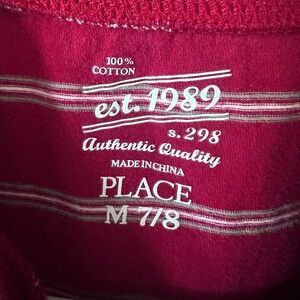 100%
COTTON
est. 1989
s. 298
Authentic Quality
MADE IN CHINA
PLACE
M 7/8